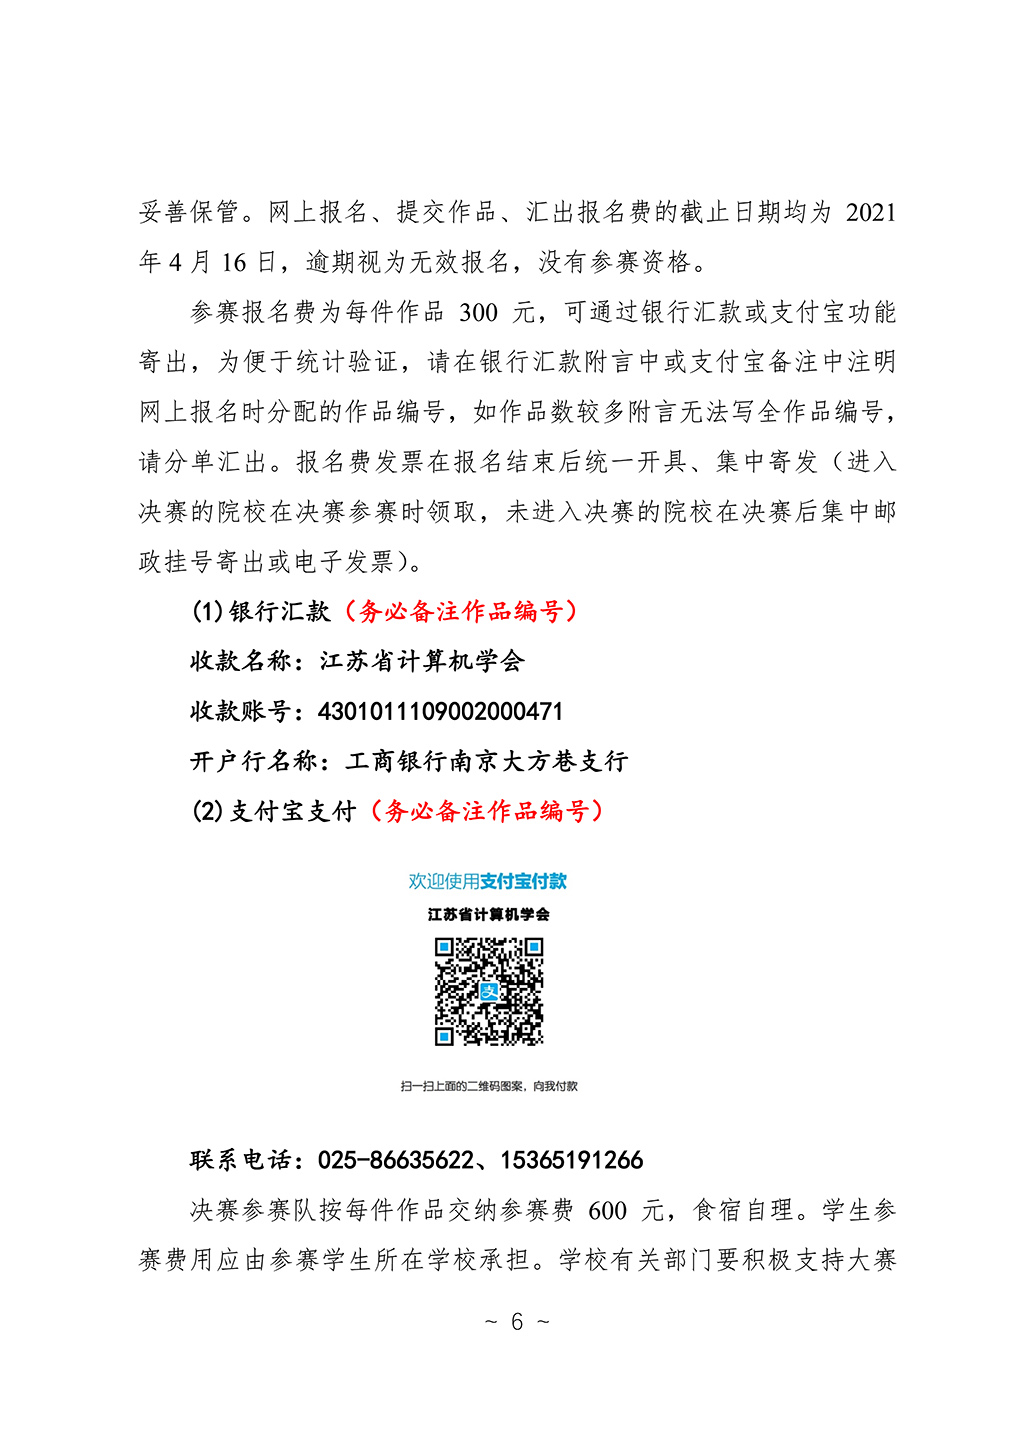 妥善保管。网上报名、提交作品、汇出报名费的截止日期均为 2021
年 4 月 16 日，逾期视为无效报名，没有参赛资格。
参赛报名费为每件作品 300 元，可通过银行汇款或支付宝功能
寄出，为便于统计验证，请在银行汇款附言中或支付宝备注中注明
网上报名时分配的作品编号，如作品数较多附言无法写全作品编号，
请分单汇出。报名费发票在报名结束后统一开具、集中寄发（进入
决赛的院校在决赛参赛时领取，未进入决赛的院校在决赛后集中邮
政挂号寄出或电子发票）。
(1)银行汇款（务必备注作品编号）
收款名称：江苏省计算机学会
收款账号：4301011109002000471
开户行名称：工商银行南京大方巷支行
(2)支付宝支付（务必备注作品编号）
欢迎使用支付宝付款
江苏省计算机学会
支
扫一扫上面的二维码图案，向我付款
联系电话：025-86635622、15365191266
决赛参赛队按每件作品交纳参赛费 600 元，食宿自理。学生参
赛费用应由参赛学生所在学校承担。学校有关部门要积极支持大赛
~ 6 ~